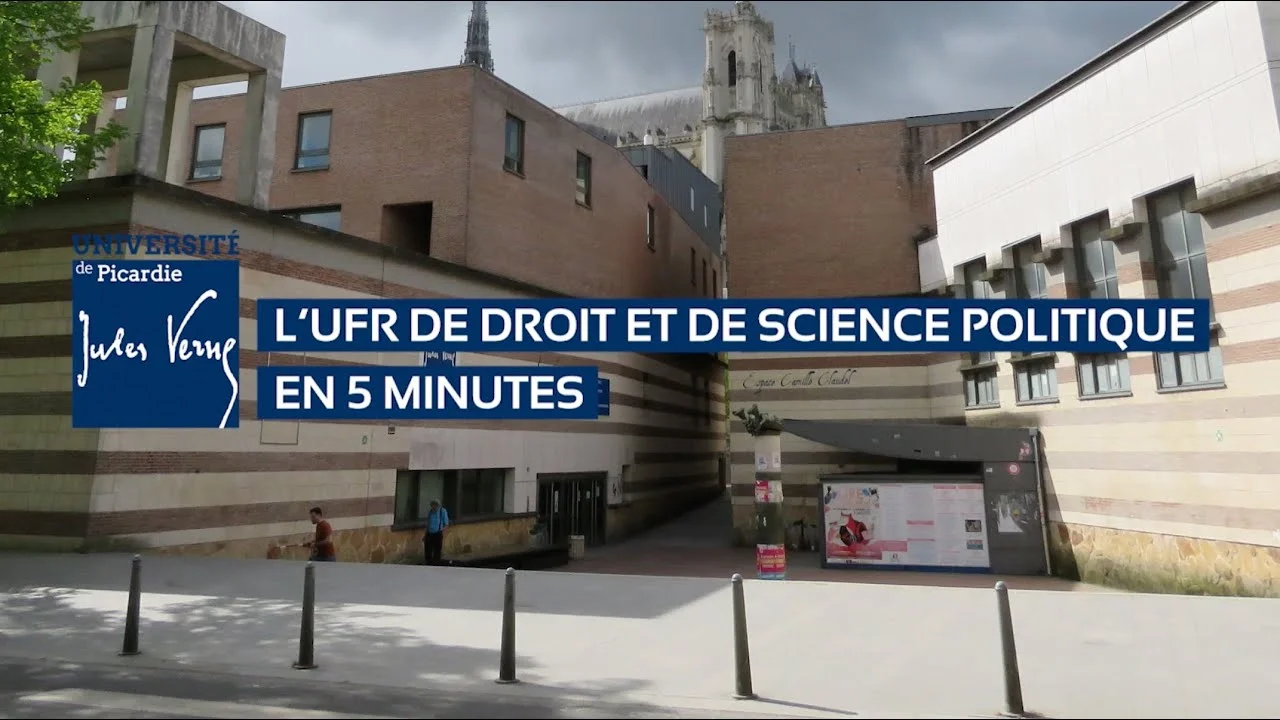 UNIVERSITÉ
de Picardie
Jules Verne
L'UFR DE DROIT ET DE SCIENCE POLITIQUE
EN 5 MINUTES
Espace Camille Claudel